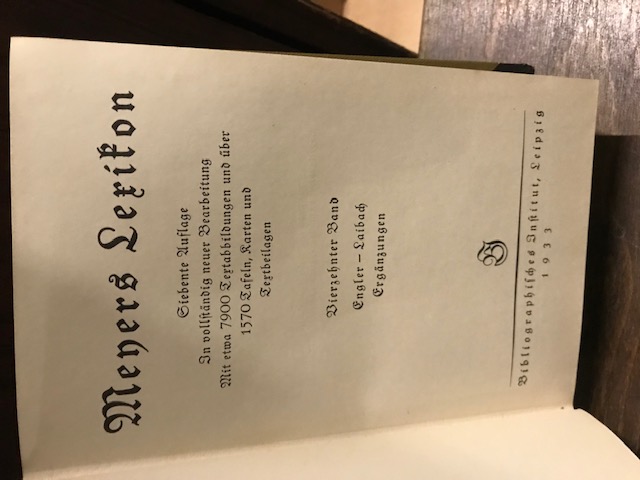 Meyers Lexikon
Siebente Auflage
In vollständig neuer Bearbeitung
Mit etwa 7900 Textabbildungen und über
1570 Tafeln, Karten und
Textbeilagen
Vierzehnter Band
Engler – Laibach
Ergänzungen
Bibliographisches Institut, Leipzig
1933